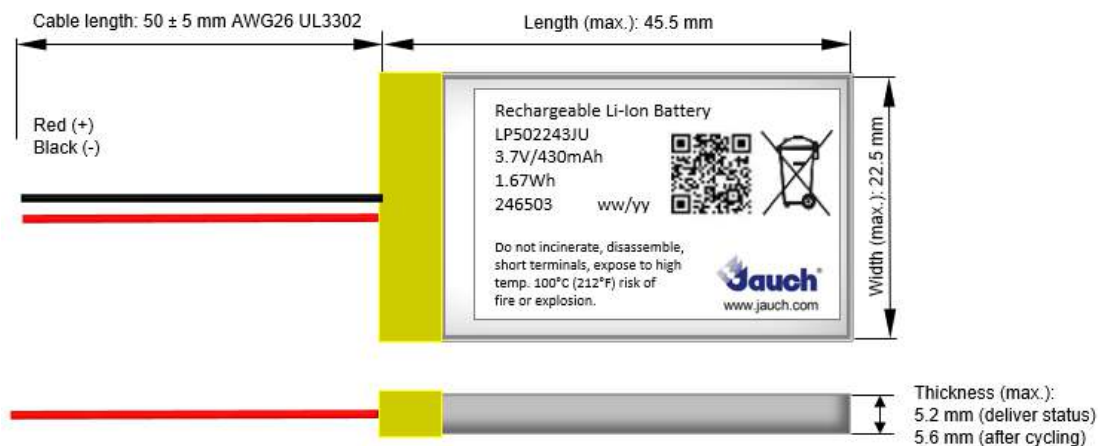 Cable length: 50 ± 5 mm AWG26 UL3302
Length (max.): 45.5 mm
Red (+)
Black (-)
Rechargeable Li-Ion Battery
LP502243JU
3.7V/430mAh
1.67Wh
246503 ww/yy
Do not incinerate, disassemble,
short terminals, expose to high
temp. 100°C (212°F) risk of
fire or explosion.
Jauch®
www.jauch.com
Width (max.): 22.5 mm
Thickness (max.):
5.2 mm (deliver status)
5.6 mm (after cycling)